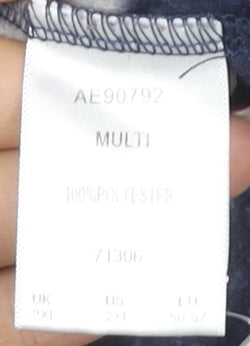 AE90792
MULTI
100%POLYESTER
71306
UK US EU
2XL 2XL 50-52